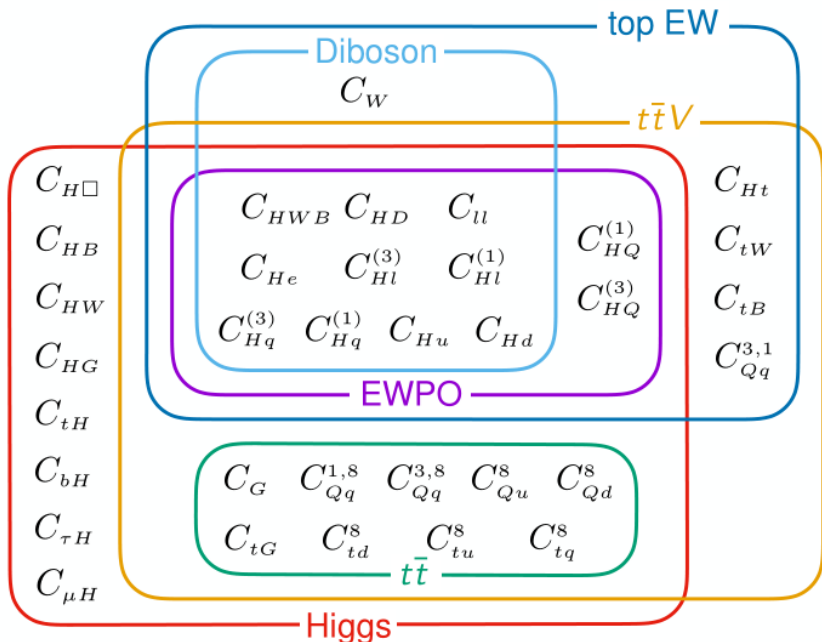 top EW
Diboson
C_W
tt̄V
C_{H□}
C_{HWB} C_{HD} C_{ll}
C_{Ht}
C_{HB}
C_{HQ}^{(1)}
C_{tW}
C_{He} C_{Hl}^{(3)} C_{Hl}^{(1)}
C_{HW}
C_{HQ}^{(3)}
C_{tB}
C_{Hq}^{(3)} C_{Hq}^{(1)} C_{Hu} C_{Hd}
C_{HG}
C_{Qq}^{3,1}
EWPO
C_{tH}
C_{bH}
C_G C_{Qq}^{1,8} C_{Qq}^{3,8} C_{Qu}^{8} C_{Qd}^{8}
C_{τH}
C_{tG} C_{td}^{8} C_{tu}^{8} C_{tq}^{8}
tt̄
C_{μH}
Higgs